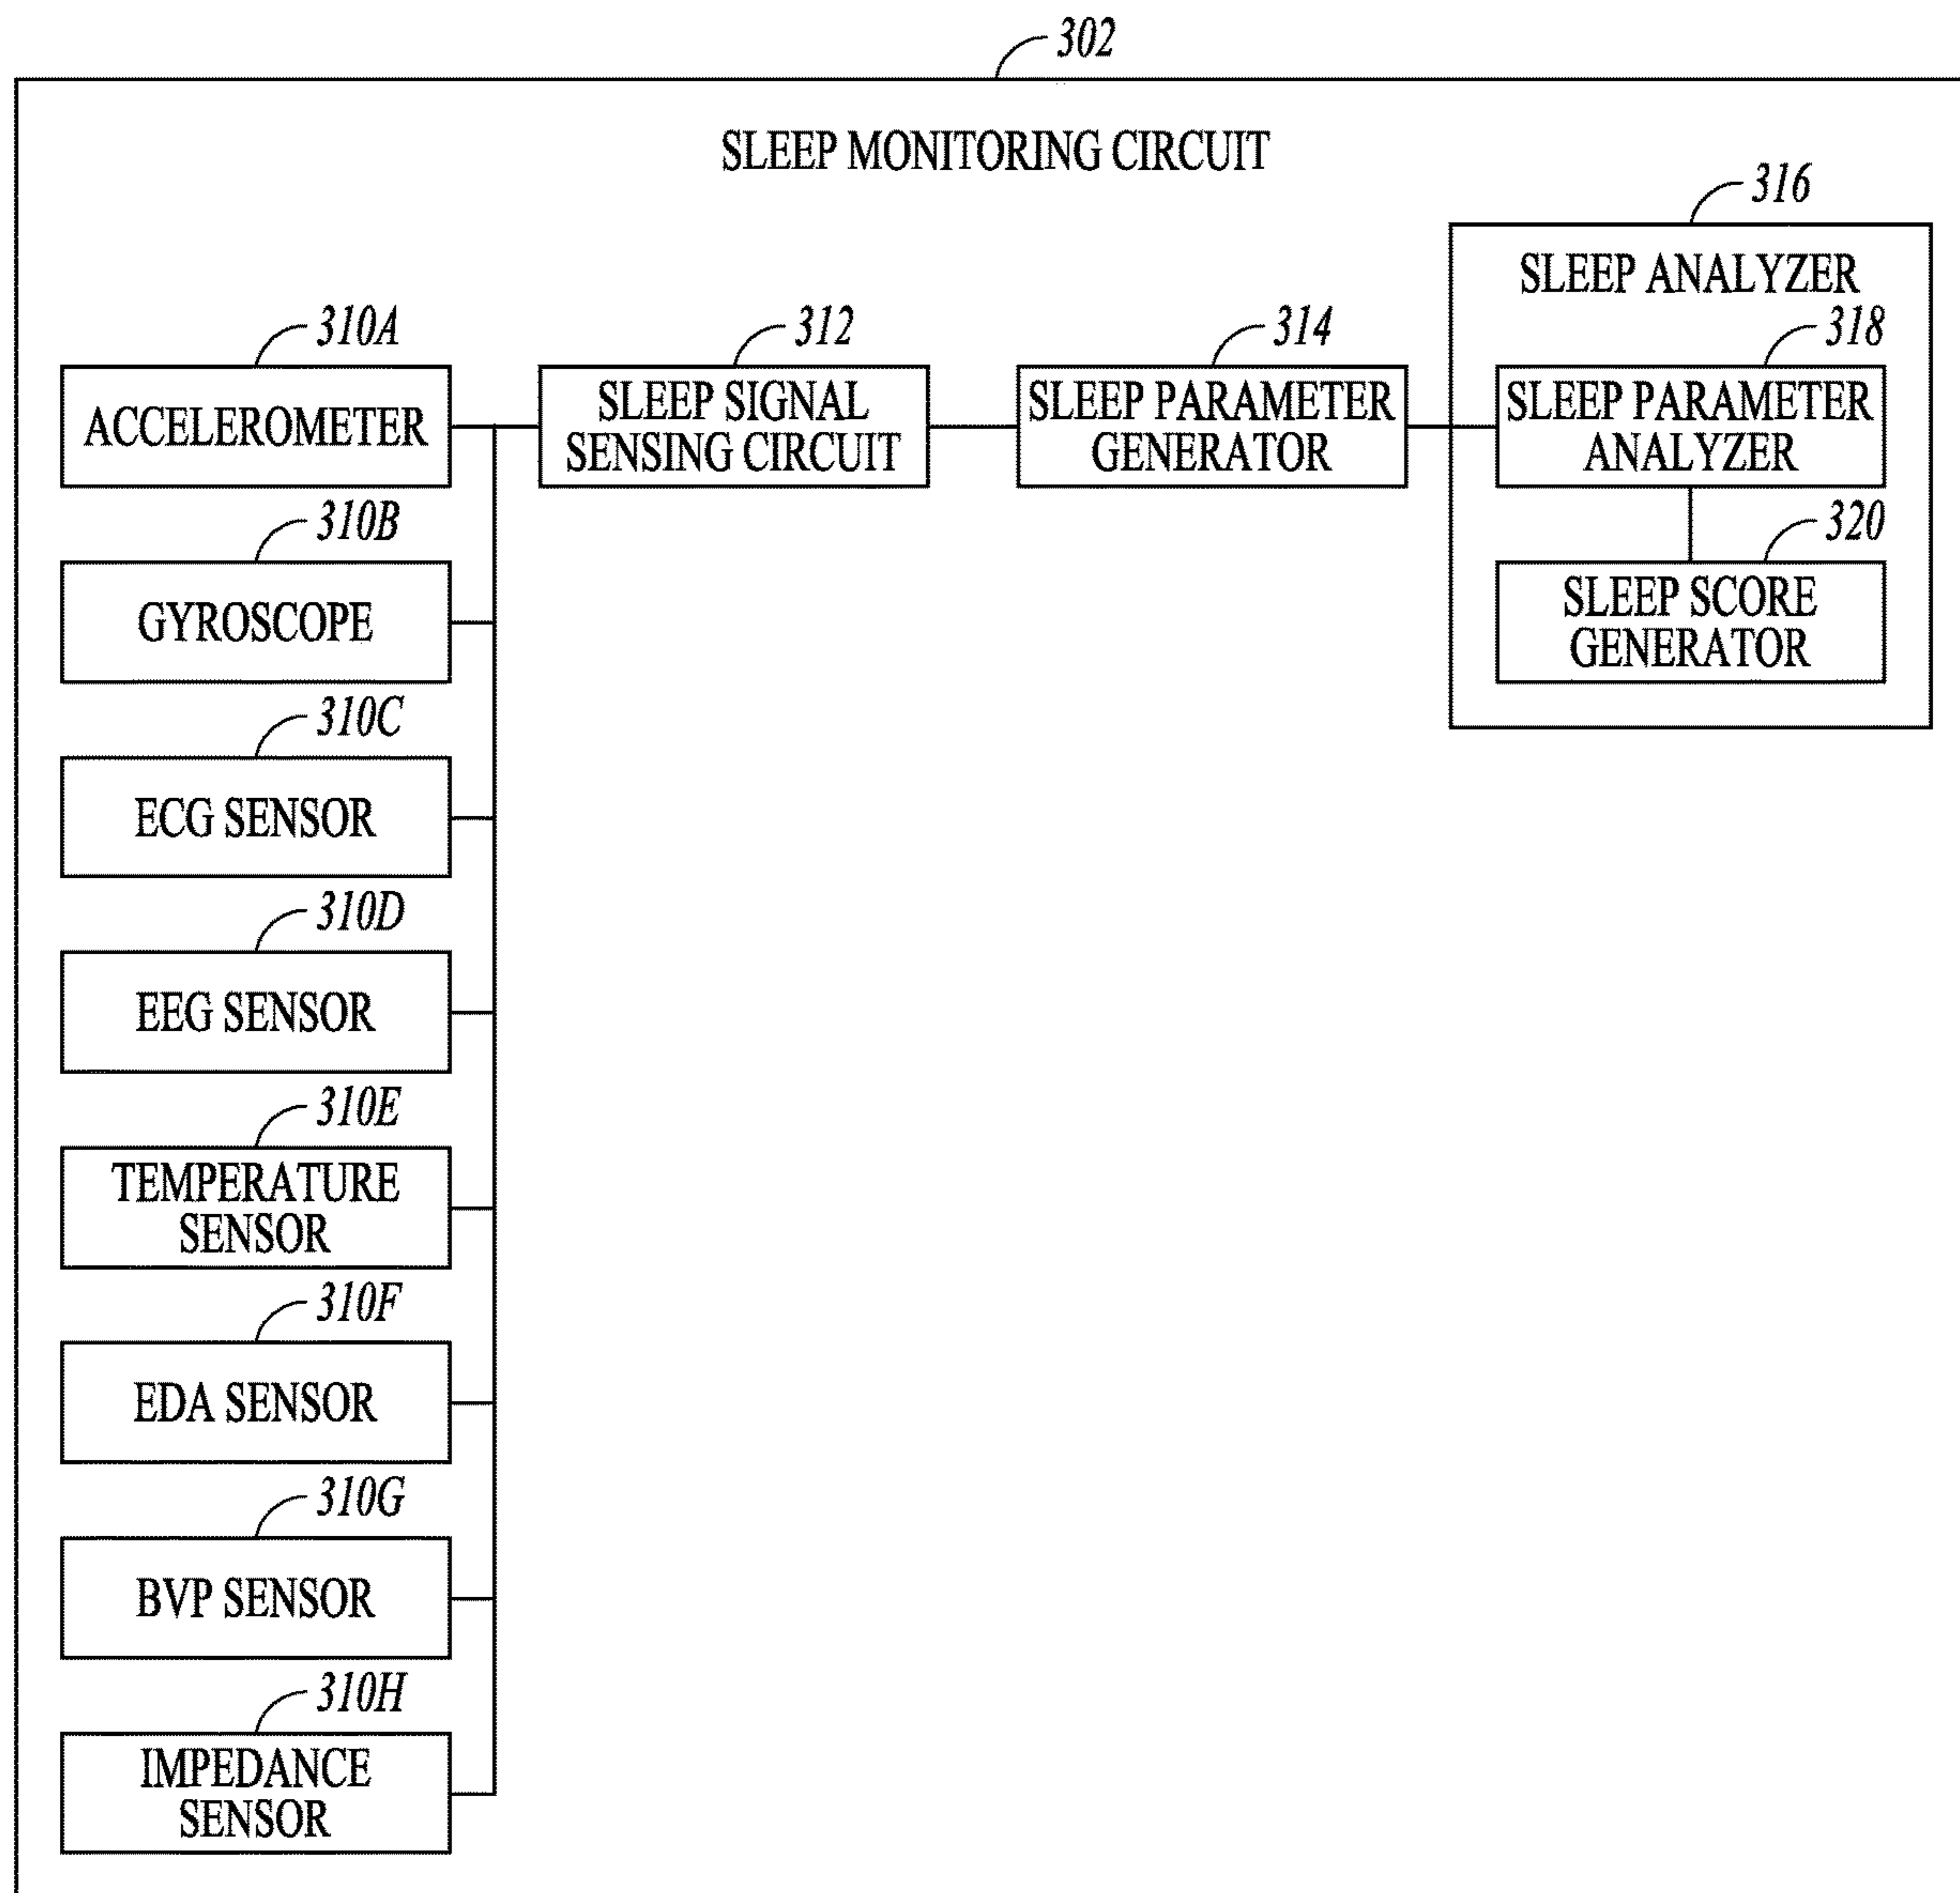 302
SLEEP MONITORING CIRCUIT
316
SLEEP ANALYZER
310A
312
314
318
ACCELEROMETER
SLEEP SIGNAL
SENSING CIRCUIT
SLEEP PARAMETER
GENERATOR
SLEEP PARAMETER
ANALYZER
310B
320
GYROSCOPE
SLEEP SCORE
GENERATOR
310C
ECG SENSOR
310D
EEG SENSOR
310E
TEMPERATURE
SENSOR
310F
EDA SENSOR
310G
BVP SENSOR
310H
IMPEDANCE
SENSOR